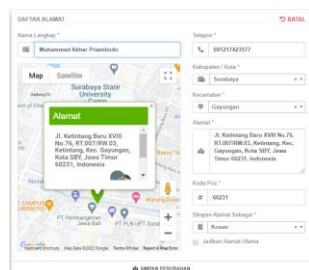 DAFTAR ALAMAT
BATAL
Nama Lengkap *
Mohammad Akbar Priambodo
Telepon *
081217423577
Kabupaten / Kota *
Surabaya
Kecamatan *
Gayungan
Alamat *
Jl. Ketintang Baru XVIII No.76,
RT.007/RW.03, Ketintang,
Kec. Gayungan, Kota SBY, Jawa
Timur 60231, Indonesia
Kode Pos *
60231
Simpan Alamat Sebagai *
Kosan
Jadikan Alamat Utama
Map
Satellite
Surabaya State
University
Alamat
Jl. Ketintang Baru XVIII
No.76, RT.007/RW.03,
Ketintang, Kec. Gayungan,
Kota SBY, Jawa Timur
60231, Indonesia
PT Pembangkitan
Jawa Bali
PT PLN UPT
Google
Keyboard shortcuts
Map Data ©2022 Google
Terms Of Use
Report A Map Error
SIMPAN PERUBAHAN